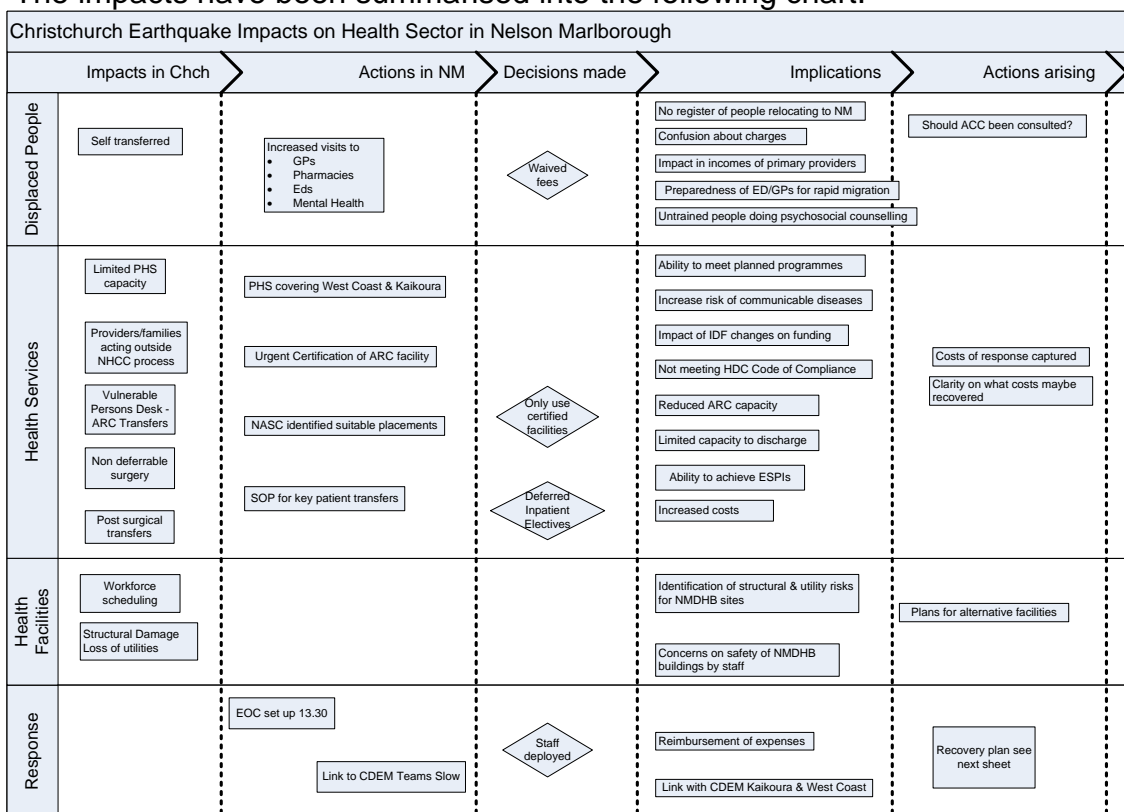 The impacts have been summarised into the following chart:
Christchurch Earthquake Impacts on Health Sector in Nelson Marlborough
Impacts in Chch
Actions in NM
Decisions made
Implications
Actions arising
Displaced People
Self transferred
Increased visits to
• GPs
• Pharmacies
• Eds
• Mental Health
Waived
fees
No register of people relocating to NM
Confusion about charges
Impact in incomes of primary providers
Preparedness of ED/GPs for rapid migration
Untrained people doing psychosocial counselling
Should ACC been consulted?
Health Services
Limited PHS
capacity
Providers/families
acting outside
NHCC process
Vulnerable
Persons Desk -
ARC Transfers
Non deferrable
surgery
Post surgical
transfers
PHS covering West Coast & Kaikoura
Urgent Certification of ARC facility
NASC identified suitable placements
SOP for key patient transfers
Only use
certified
facilities
Deferred
Inpatient
Electives
Ability to meet planned programmes
Increase risk of communicable diseases
Impact of IDF changes on funding
Not meeting HDC Code of Compliance
Reduced ARC capacity
Limited capacity to discharge
Ability to achieve ESPIs
Increased costs
Costs of response captured
Clarity on what costs maybe
recovered
Health
Facilities
Workforce
scheduling
Structural Damage
Loss of utilities
Identification of structural & utility risks
for NMDHB sites
Concerns on safety of NMDHB
buildings by staff
Plans for alternative facilities
Response
EOC set up 13.30
Link to CDEM Teams Slow
Staff
deployed
Reimbursement of expenses
Link with CDEM Kaikoura & West Coast
Recovery plan see
next sheet